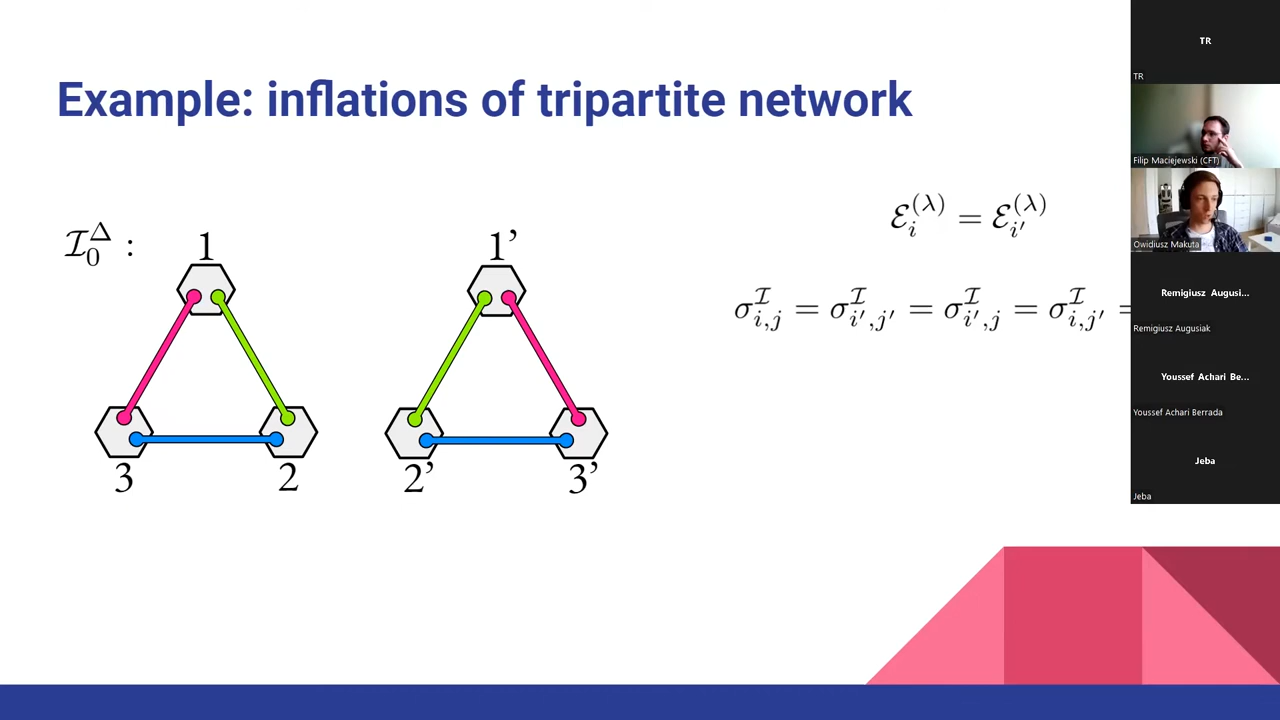 Example: inflations of tripartite network
ℐ₀^Δ :
1
1'
3
2
2'
3'
ℰ_i^(λ) = ℰ_i'^(λ)
σ_{i,j}^ℐ = σ_{i',j'}^ℐ = σ_{i',j}^ℐ = σ_{i,j'}^ℐ =
TR
TR
Filip Maciejewski (CFT)
Owidiusz Makuta
Remigiusz Augusi...
Remigiusz Augusiak
Youssef Achari Be...
Youssef Achari Berrada
Jeba
Jeba